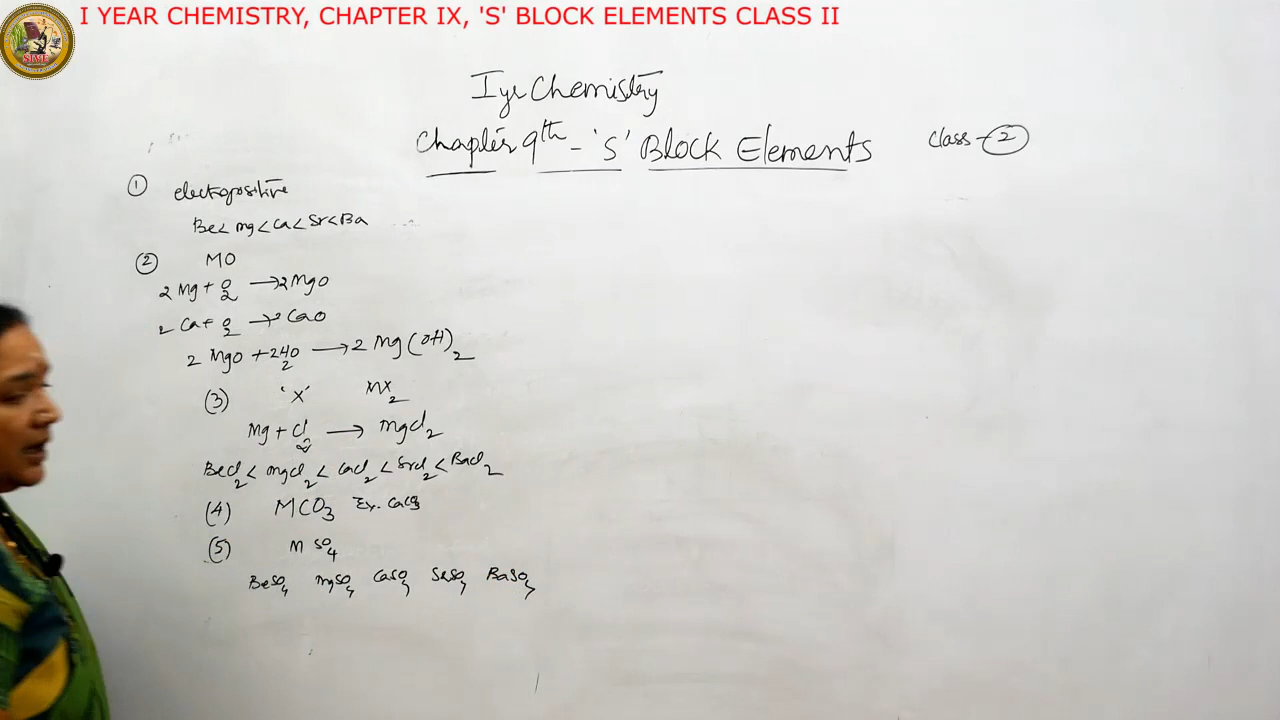 I YEAR CHEMISTRY, CHAPTER IX, 'S' BLOCK ELEMENTS CLASS II
SIVE
I yr Chemistry
Chapter 9th - 'S' Block Elements
Class - 2
1 electropositive
Be < Mg < Ca < Sr < Ba
2 MO
2 Mg + O2 → 2 MgO
2 Ca + O2 → 2 CaO
2 MgO + 2H2O → 2 Mg(OH)2
(3) 'X' MX2
Mg + Cl2 → MgCl2
BeCl2 < MgCl2 < CaCl2 < SrCl2 < BaCl2
(4) MCO3 Ex. CaCO3
(5) M SO4
BeSO4 MgSO4 CaSO4 SrSO4 BaSO4